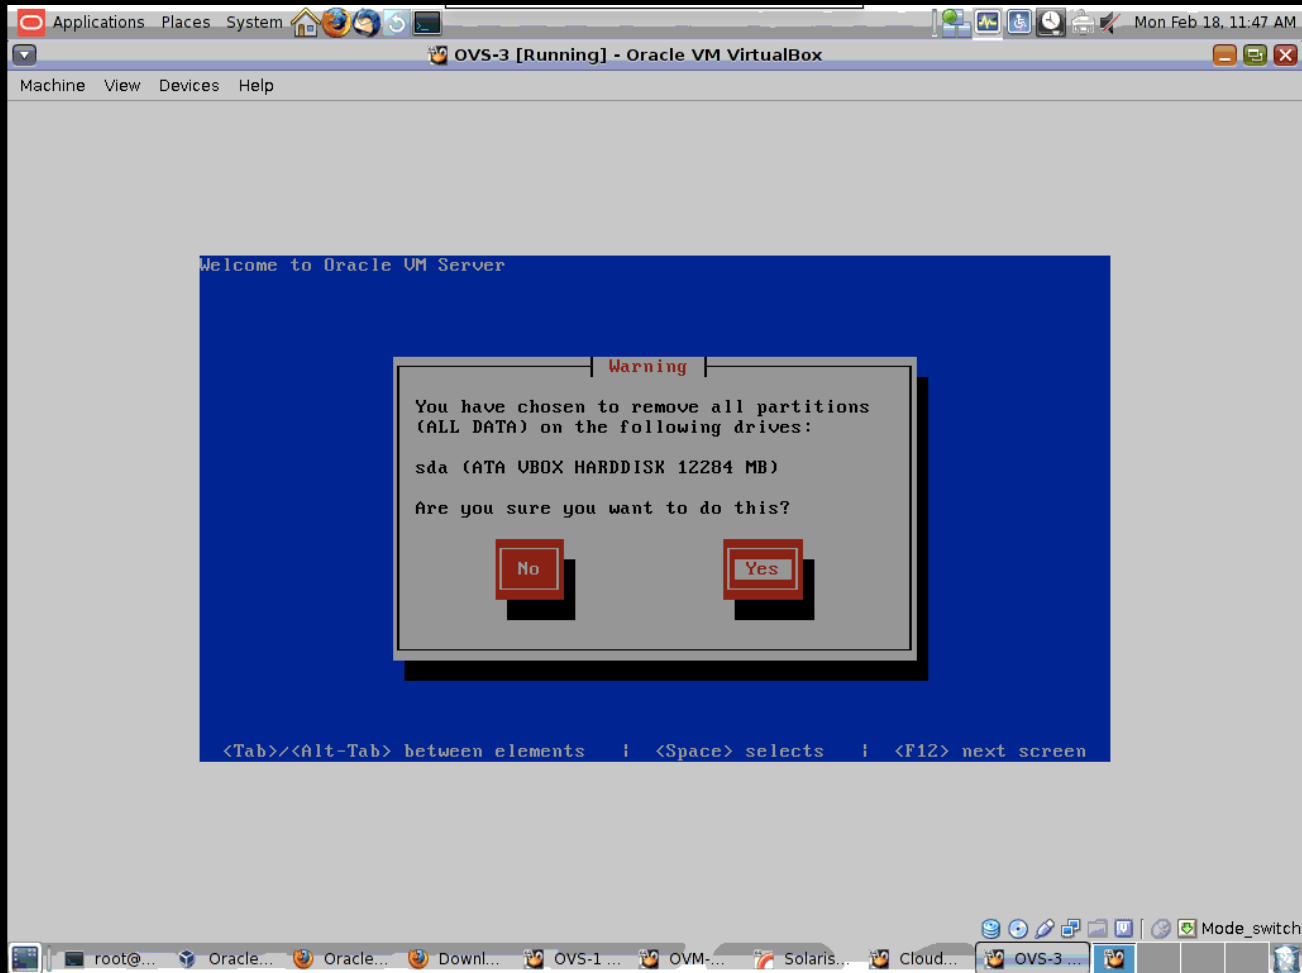 Applications Places System Mon Feb 18, 11:47 AM
OVS-3 [Running] - Oracle VM VirtualBox
Machine View Devices Help
Welcome to Oracle VM Server
Warning
You have chosen to remove all partitions
(ALL DATA) on the following drives:
sda (ATA VBOX HARDDISK 12284 MB)
Are you sure you want to do this?
No Yes
<Tab>/<Alt-Tab> between elements | <Space> selects | <F12> next screen
Mode_switch
root@... Oracle... Oracle... Downl... OVS-1 ... OVM-... Solaris... Cloud... OVS-3 ...